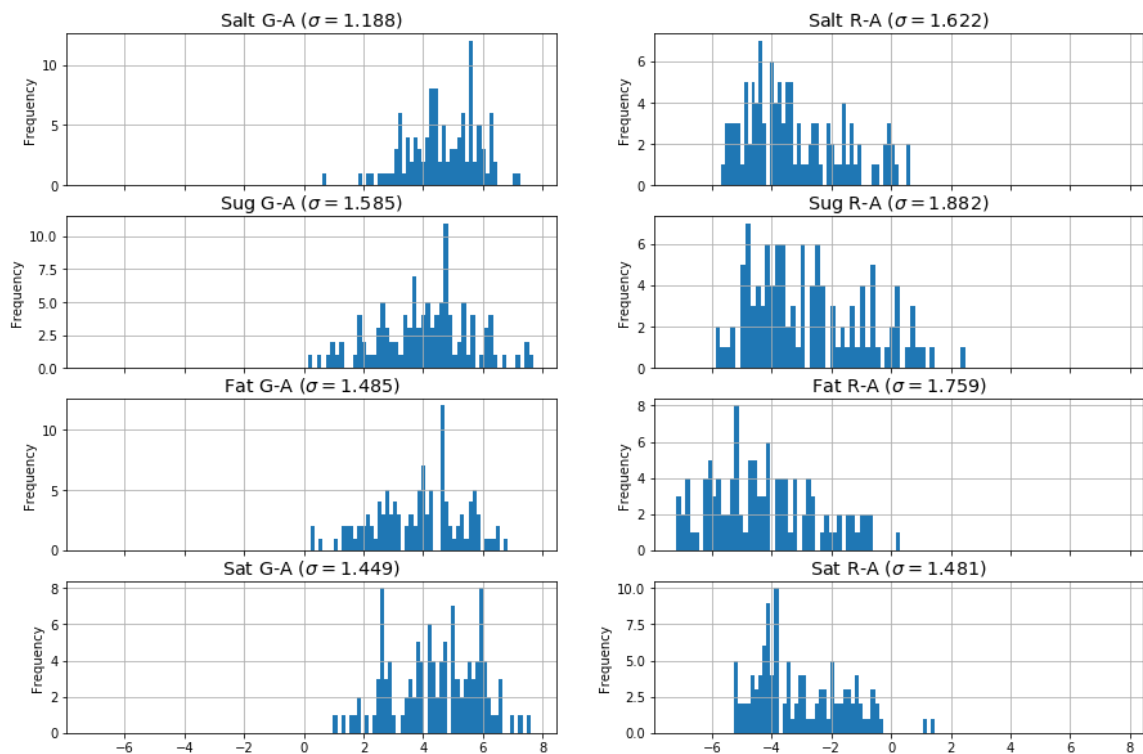 Salt G-A (σ = 1.188)
Frequency
10
5
0
Salt R-A (σ = 1.622)
Frequency
6
4
2
0
Sug G-A (σ = 1.585)
Frequency
10.0
7.5
5.0
2.5
0.0
Sug R-A (σ = 1.882)
Frequency
6
4
2
0
Fat G-A (σ = 1.485)
Frequency
10
5
0
Fat R-A (σ = 1.759)
Frequency
8
6
4
2
0
Sat G-A (σ = 1.449)
Frequency
8
6
4
2
0
−6 −4 −2 0 2 4 6 8
Sat R-A (σ = 1.481)
Frequency
10.0
7.5
5.0
2.5
0.0
−6 −4 −2 0 2 4 6 8